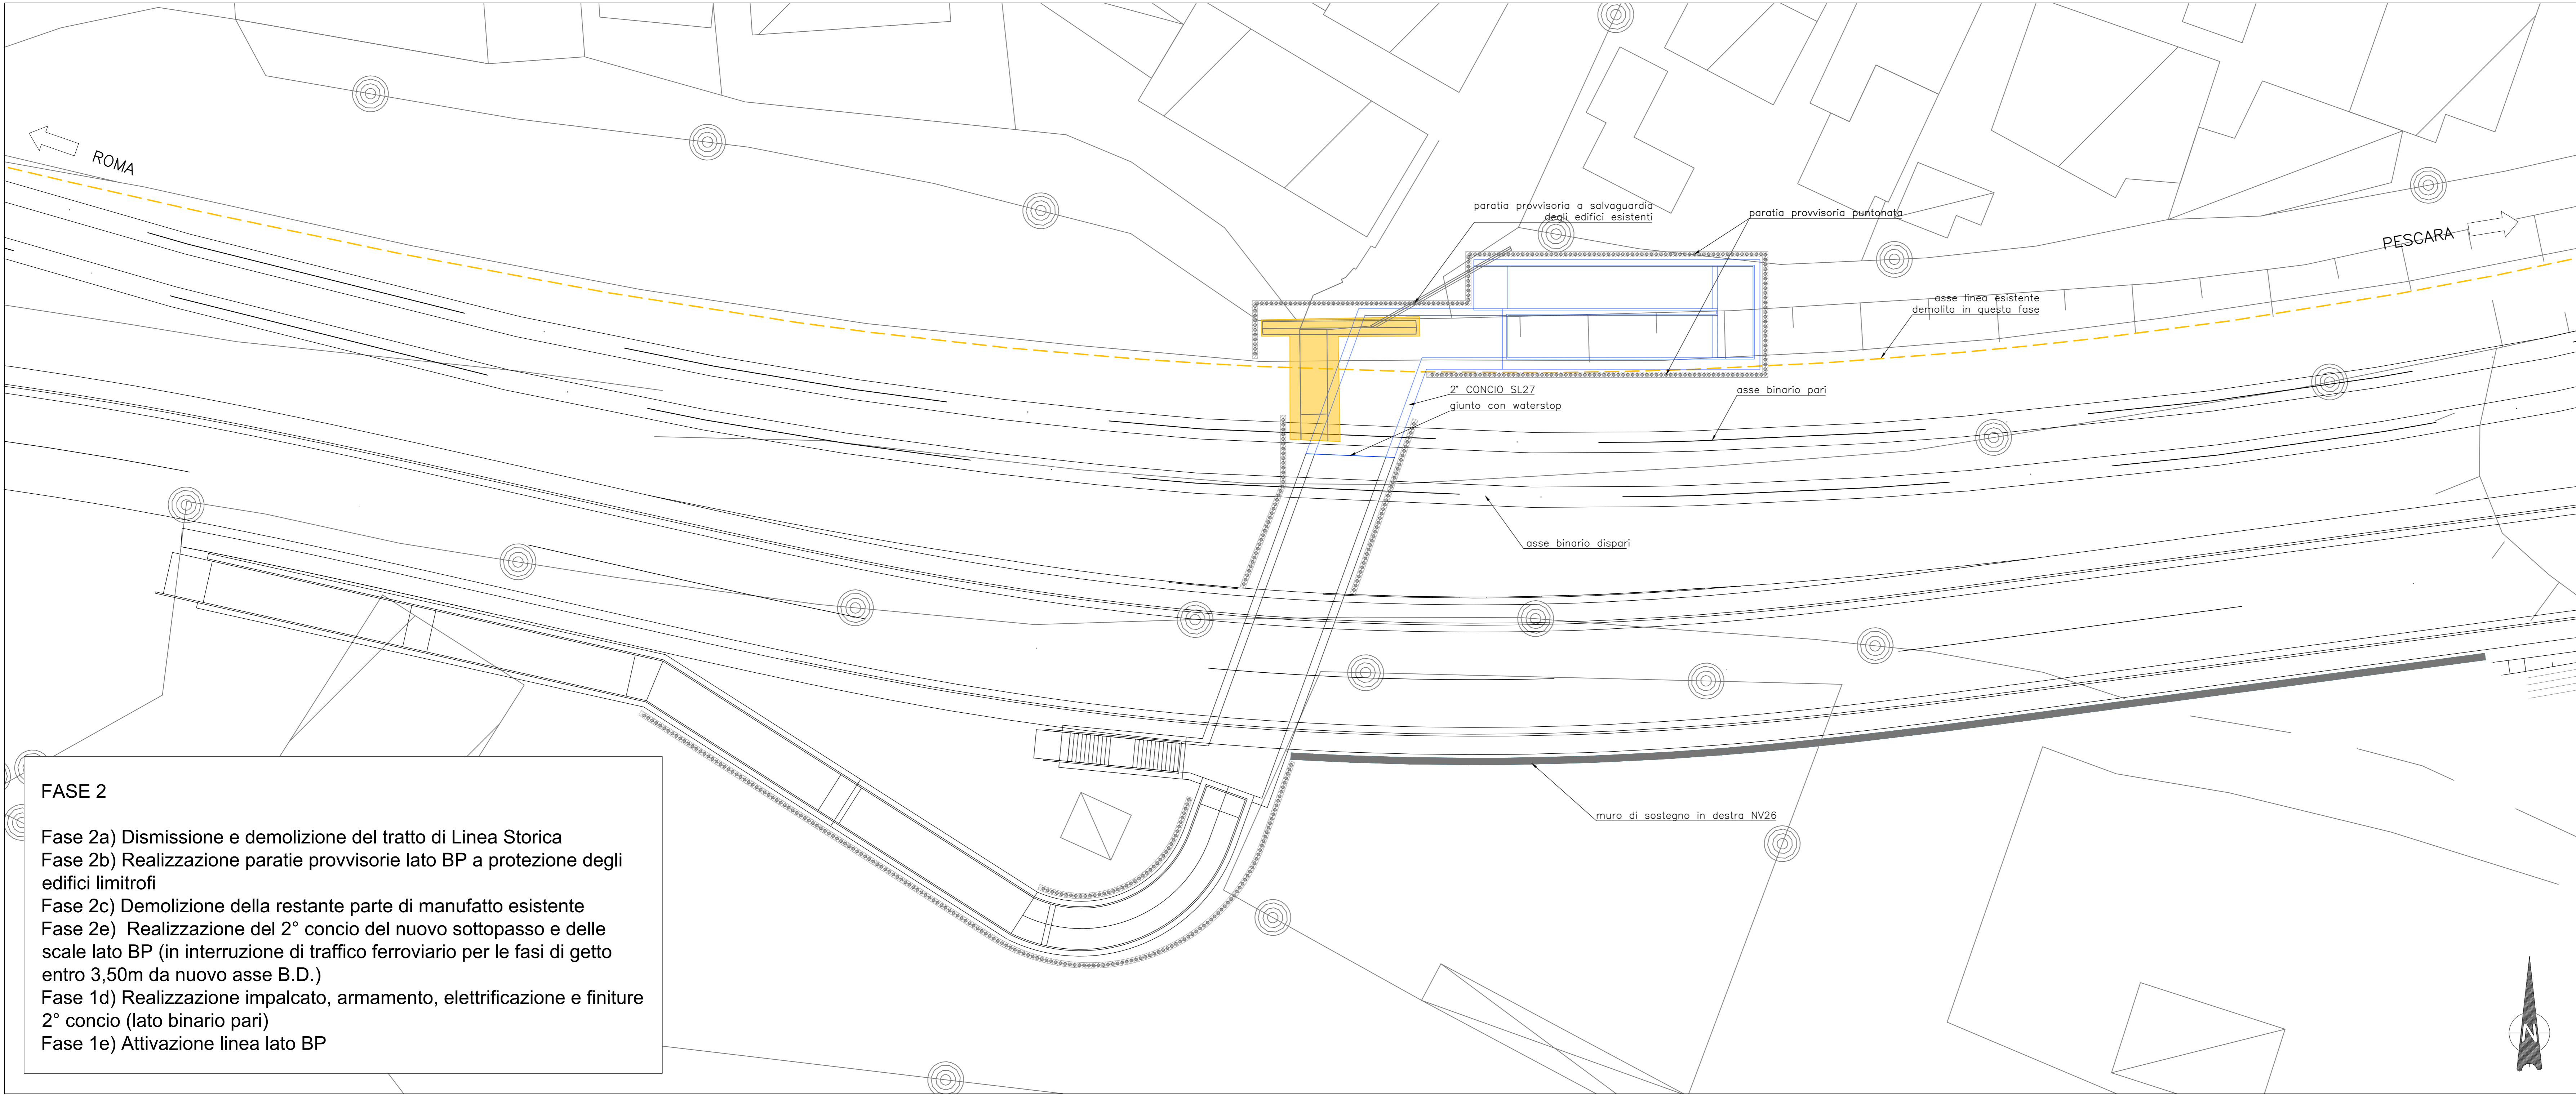 ROMA
paratia provvisoria a salvaguardia
degli edifici esistenti
paratia provvisoria puntonata
PESCARA
asse linea esistente
demolita in questa fase
2° CONCIO SL27
giunto con waterstop
asse binario pari
asse binario dispari
muro di sostegno in destra NV26
FASE 2
Fase 2a) Dismissione e demolizione del tratto di Linea Storica
Fase 2b) Realizzazione paratie provvisorie lato BP a protezione degli
edifici limitrofi
Fase 2c) Demolizione della restante parte di manufatto esistente
Fase 2e) Realizzazione del 2° concio del nuovo sottopasso e delle
scale lato BP (in interruzione di traffico ferroviario per le fasi di getto
entro 3,50m da nuovo asse B.D.)
Fase 1d) Realizzazione impalcato, armamento, elettrificazione e finiture
2° concio (lato binario pari)
Fase 1e) Attivazione linea lato BP
N